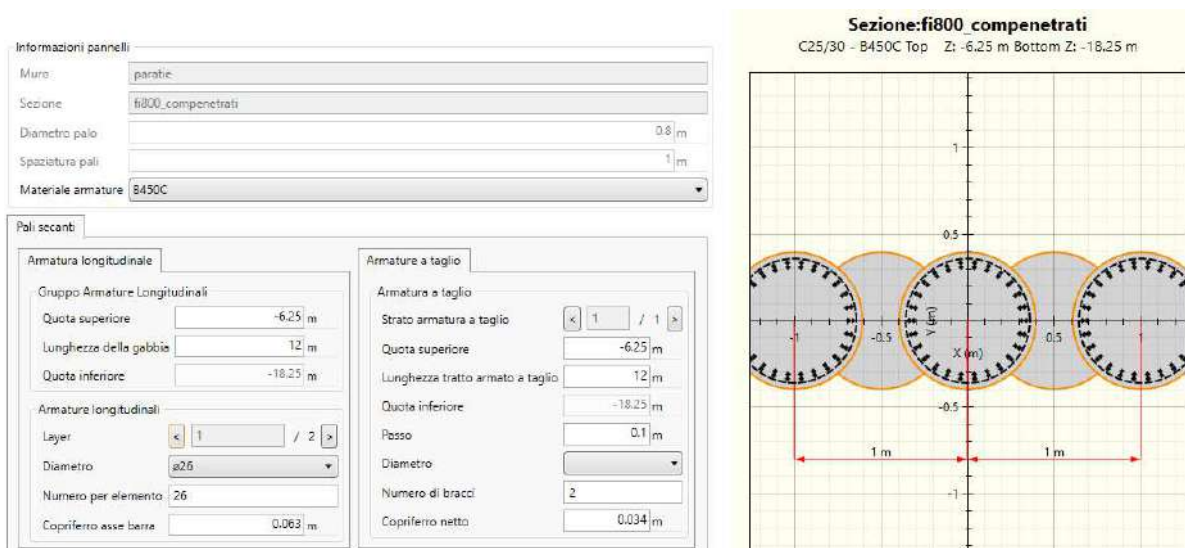 Informazioni pannelli
Muro paratie
Sezione fi800_compenetrati
Diametro palo 0.8 m
Spaziatura pali 1 m
Materiale armature B450C
Pali secanti
Armatura longitudinale
Gruppo Armature Longitudinali
Quota superiore -6.25 m
Lunghezza della gabbia 12 m
Quota inferiore -18.25 m
Armature longitudinali
Layer < 1 / 2 >
Diametro ø26
Numero per elemento 26
Copriferro asse barra 0.063 m
Armature a taglio
Armatura a taglio
Strato armatura a taglio < 1 / 1 >
Quota superiore -6.25 m
Lunghezza tratto armato a taglio 12 m
Quota inferiore -18.25 m
Passo 0.1 m
Diametro
Numero di bracci 2
Copriferro netto 0.034 m
Sezione:fi800_compenetrati
C25/30 - B450C Top Z: -6.25 m Bottom Z: -18.25 m
1
0.5
Y (m)
-1 -0.5 0.5 1
X (m)
-0.5
1 m 1 m
-1